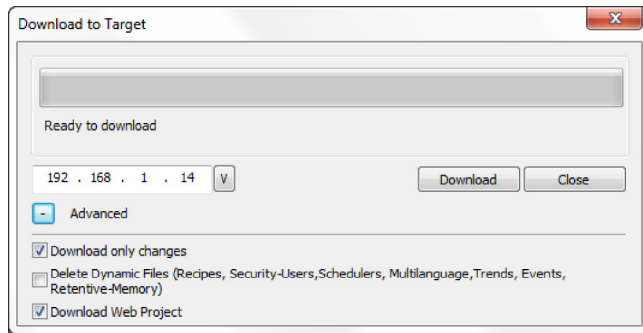 Download to Target
Ready to download
192 . 168 . 1 . 14 V Download Close
- Advanced
Download only changes
Delete Dynamic Files (Recipes, Security-Users,Schedulers, Multilanguage,Trends, Events,
Retentive-Memory)
Download Web Project